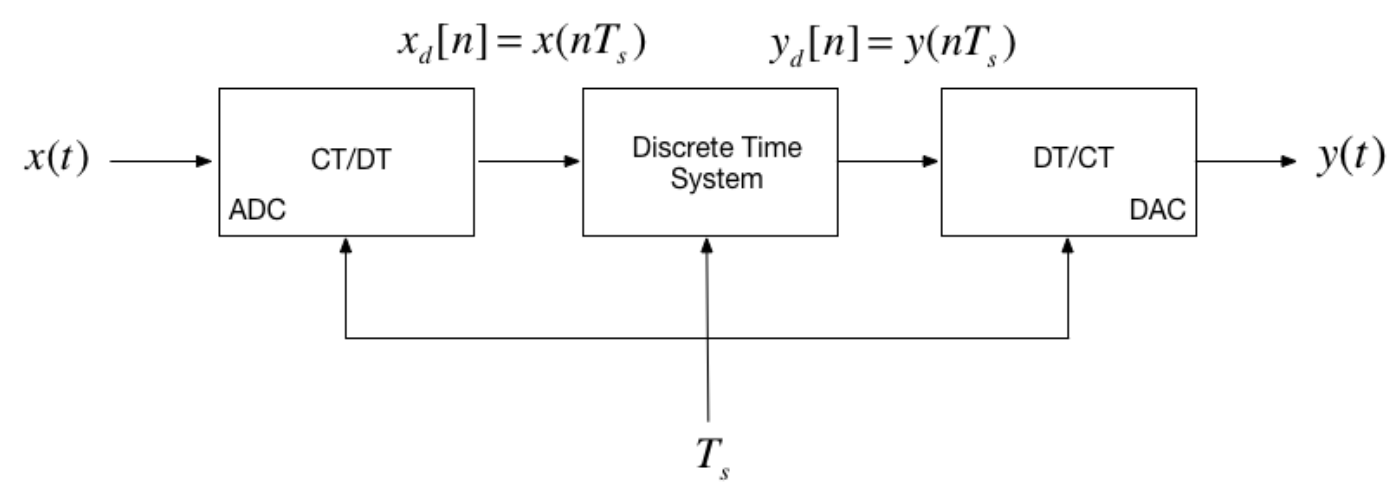 x_d[n] = x(nT_s)
y_d[n] = y(nT_s)
x(t)
CT/DT
ADC
Discrete Time
System
DT/CT
DAC
y(t)
T_s